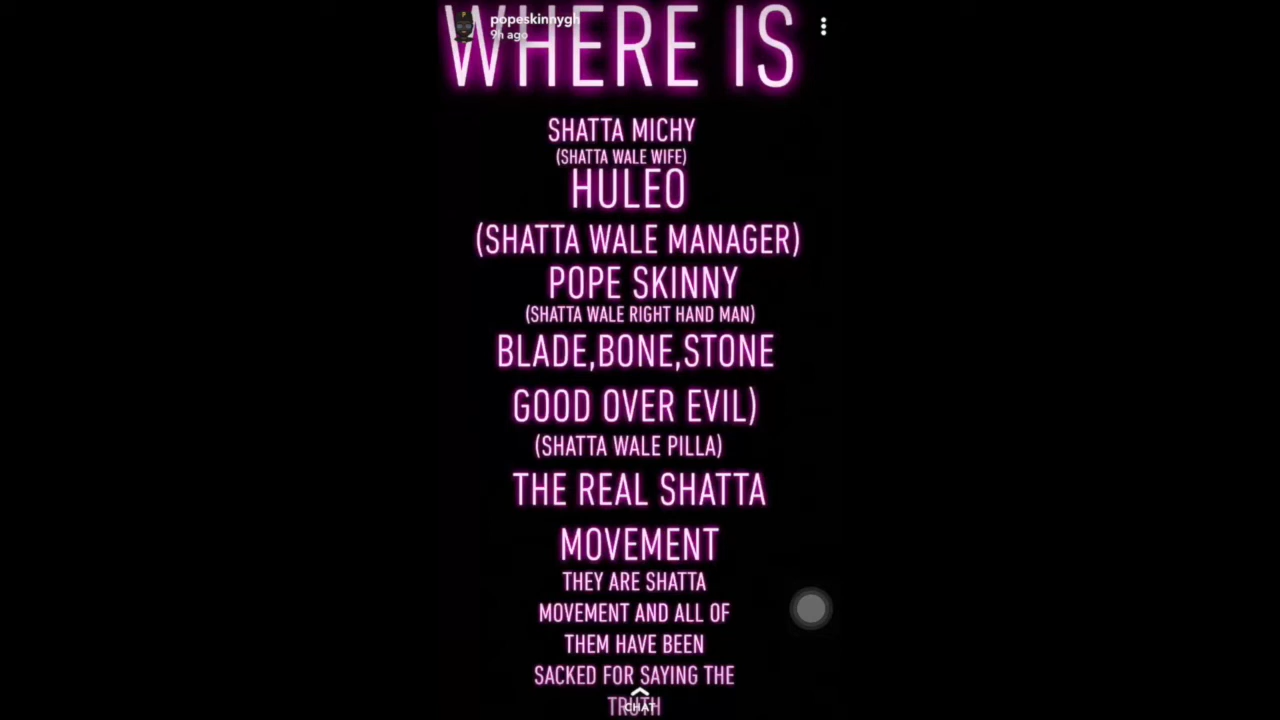 WHERE IS
popeskinnygh
9h ago
SHATTA MICHY
(SHATTA WALE WIFE)
HULEO
(SHATTA WALE MANAGER)
POPE SKINNY
(SHATTA WALE RIGHT HAND MAN)
BLADE,BONE,STONE
GOOD OVER EVIL)
(SHATTA WALE PILLA)
THE REAL SHATTA
MOVEMENT
THEY ARE SHATTA
MOVEMENT AND ALL OF
THEM HAVE BEEN
SACKED FOR SAYING THE
TRUTH
CHAT